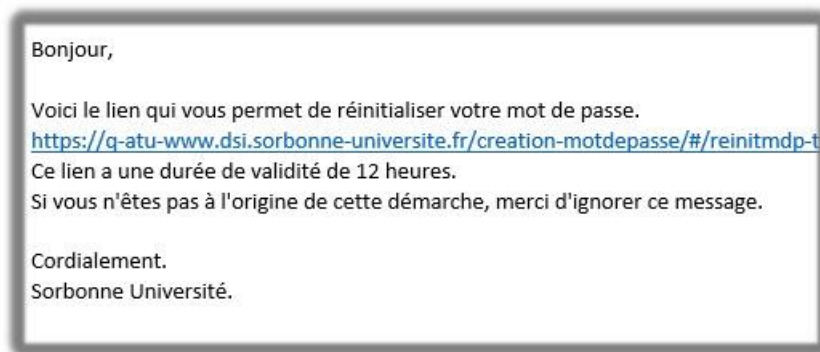 Bonjour,
Voici le lien qui vous permet de réinitialiser votre mot de passe.
https://q-atu-www.dsi.sorbonne-universite.fr/creation-motdepasse/#/reinitmdp-t
Ce lien a une durée de validité de 12 heures.
Si vous n'êtes pas à l'origine de cette démarche, merci d'ignorer ce message.
Cordialement.
Sorbonne Université.